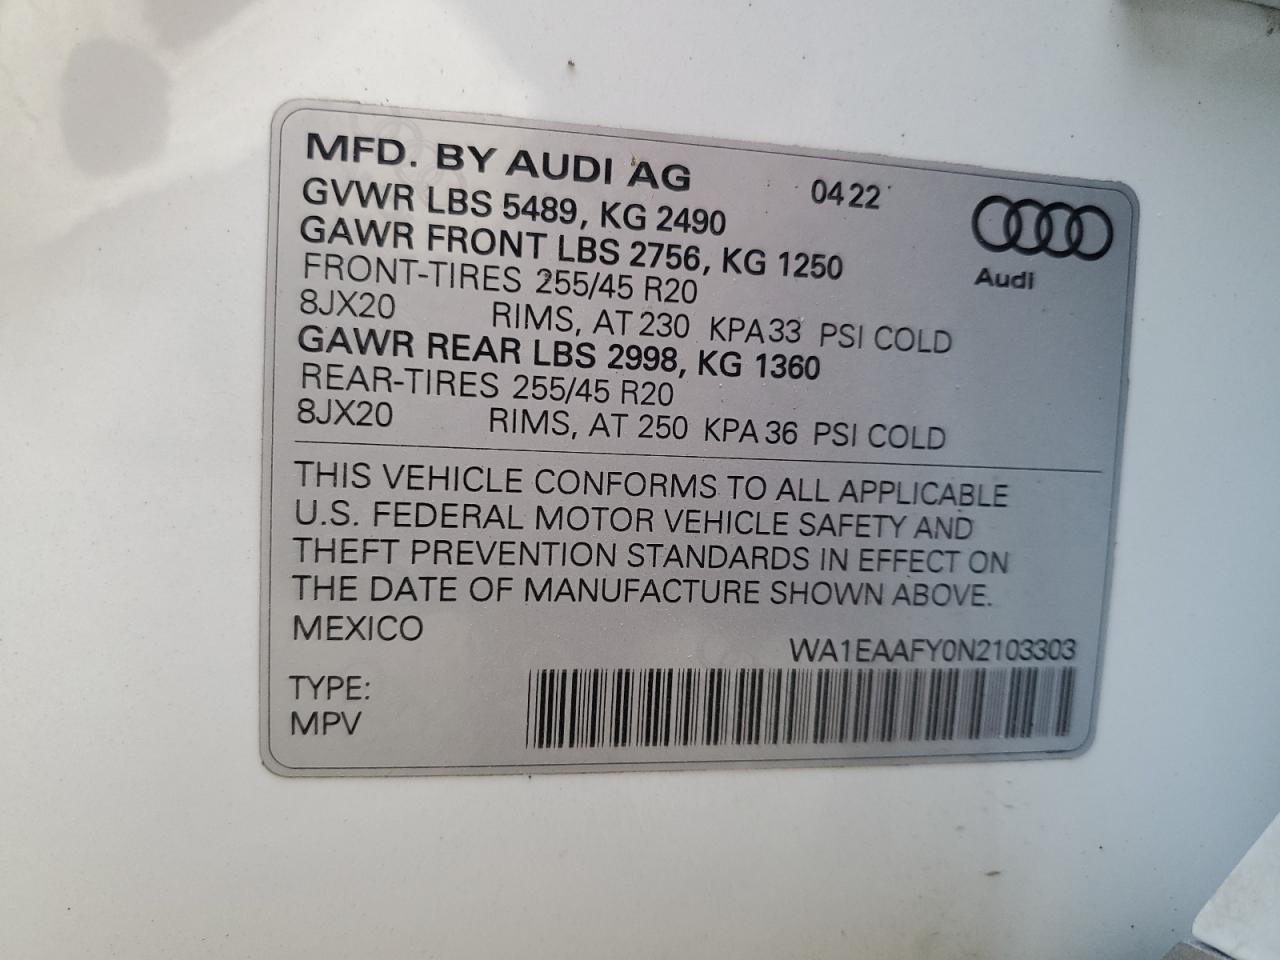 MFD. BY AUDI AG 0422
GVWR LBS 5489, KG 2490
GAWR FRONT LBS 2756, KG 1250
Audi
FRONT-TIRES 255/45 R20
8JX20 RIMS, AT 230 KPA 33 PSI COLD
GAWR REAR LBS 2998, KG 1360
REAR-TIRES 255/45 R20
8JX20 RIMS, AT 250 KPA 36 PSI COLD
THIS VEHICLE CONFORMS TO ALL APPLICABLE
U.S. FEDERAL MOTOR VEHICLE SAFETY AND
THEFT PREVENTION STANDARDS IN EFFECT ON
THE DATE OF MANUFACTURE SHOWN ABOVE.
MEXICO
WA1EAAFY0N2103303
TYPE:
MPV